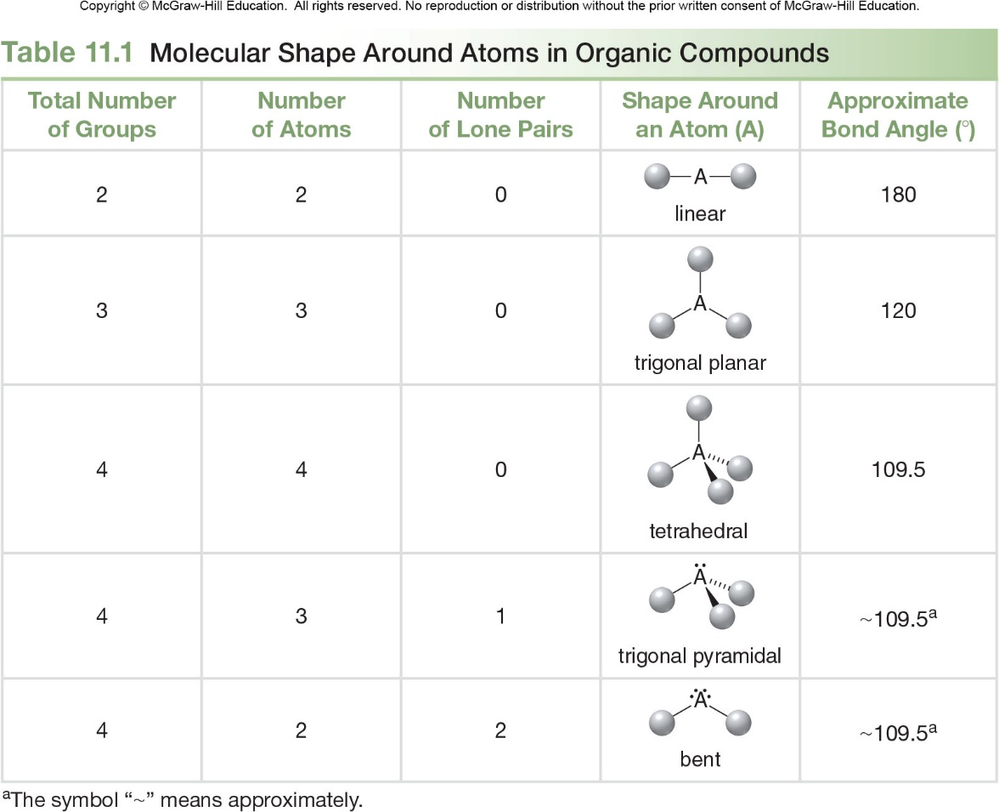 Copyright © McGraw-Hill Education. All rights reserved. No reproduction or distribution without the prior written consent of McGraw-Hill Education.
Table 11.1 Molecular Shape Around Atoms in Organic Compounds
Total Number of Groups
Number of Atoms
Number of Lone Pairs
Shape Around an Atom (A)
Approximate Bond Angle (°)
2
2
0
A
linear
180
3
3
0
A
trigonal planar
120
4
4
0
A
tetrahedral
109.5
4
3
1
A
trigonal pyramidal
~109.5ᵃ
4
2
2
A
bent
~109.5ᵃ
ᵃThe symbol “~” means approximately.